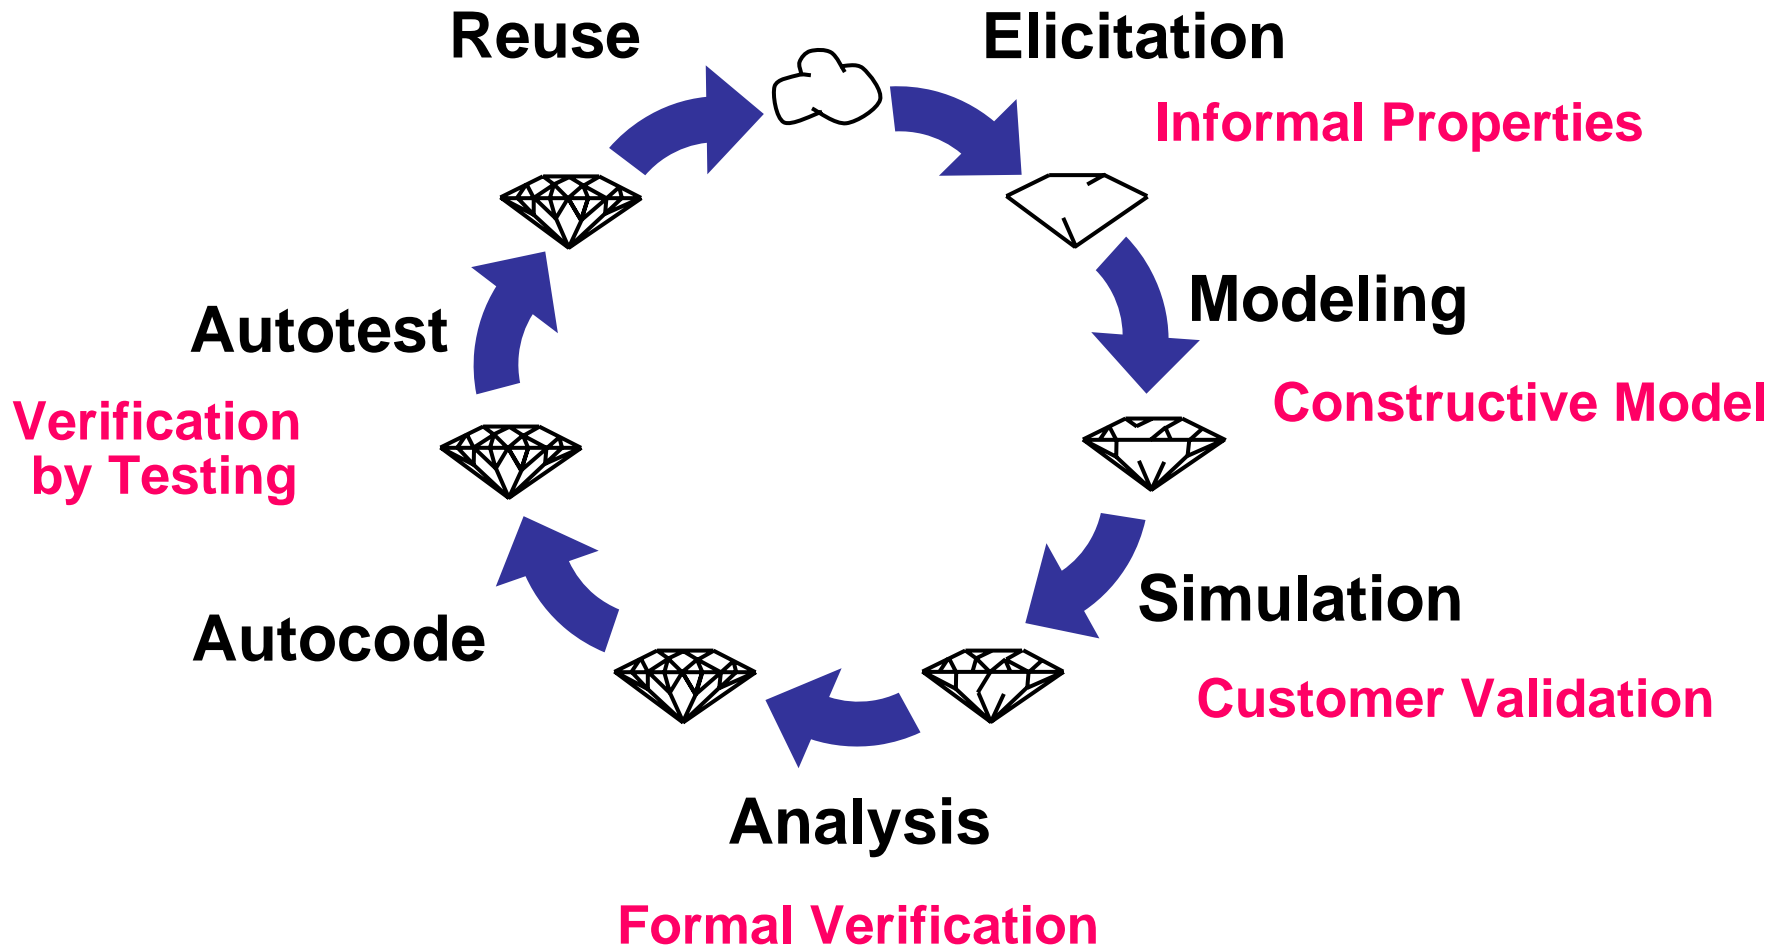 Reuse
Elicitation
Informal Properties
Modeling
Constructive Model
Simulation
Customer Validation
Analysis
Formal Verification
Autocode
Autotest
Verification
by Testing